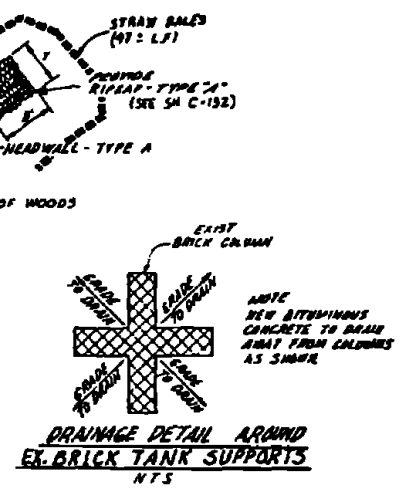 STRAW BALES
(97± L.F.)
PROVIDE
RIPRAP - TYPE "A"
(SEE SH C-132)
HEADWALL - TYPE A
OF WOODS
EXIST
BRICK COLUMN
GRADE
TO DRAIN
GRADE
TO DRAIN
GRADE
TO DRAIN
GRADE
TO DRAIN
NOTE
NEW BITUMINOUS
CONCRETE TO DRAIN
AWAY FROM COLUMNS
AS SHOWN
DRAINAGE DETAIL AROUND
EX. BRICK TANK SUPPORTS
NTS